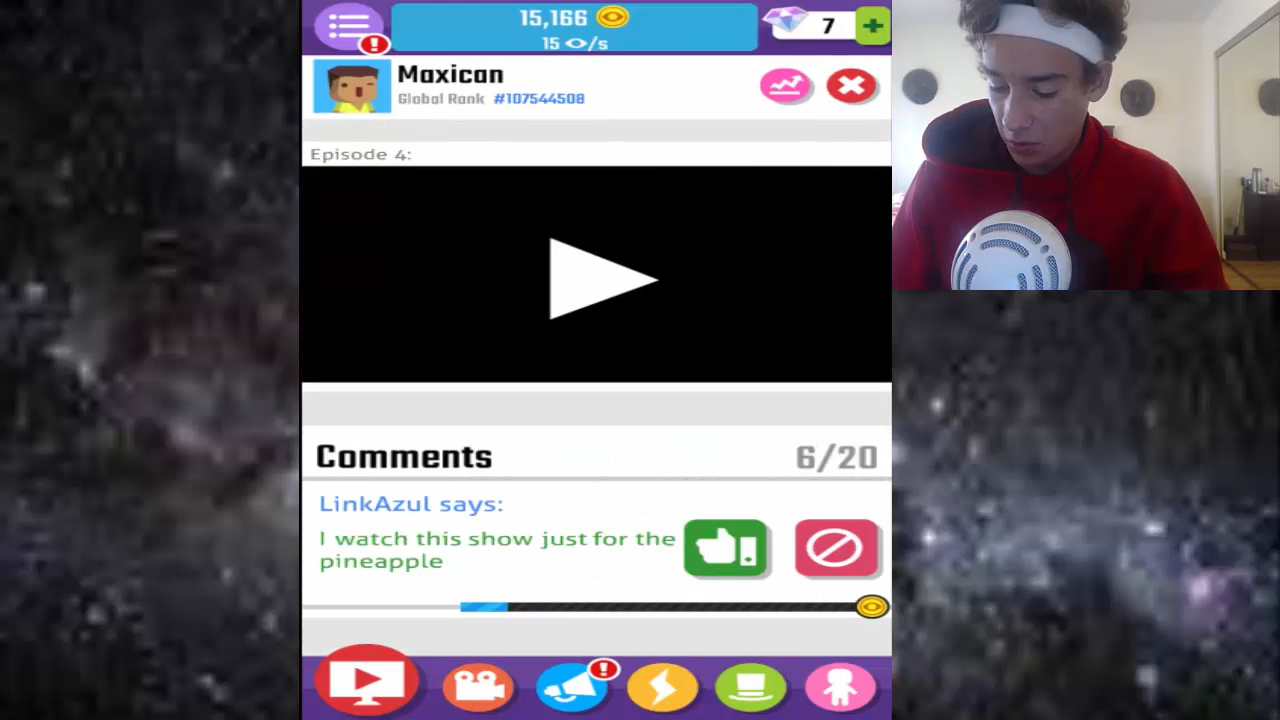 15,166
15 /s
7
Maxican
Global Rank #107544508
Episode 4:
Comments 6/20
LinkAzul says:
I watch this show just for the
pineapple